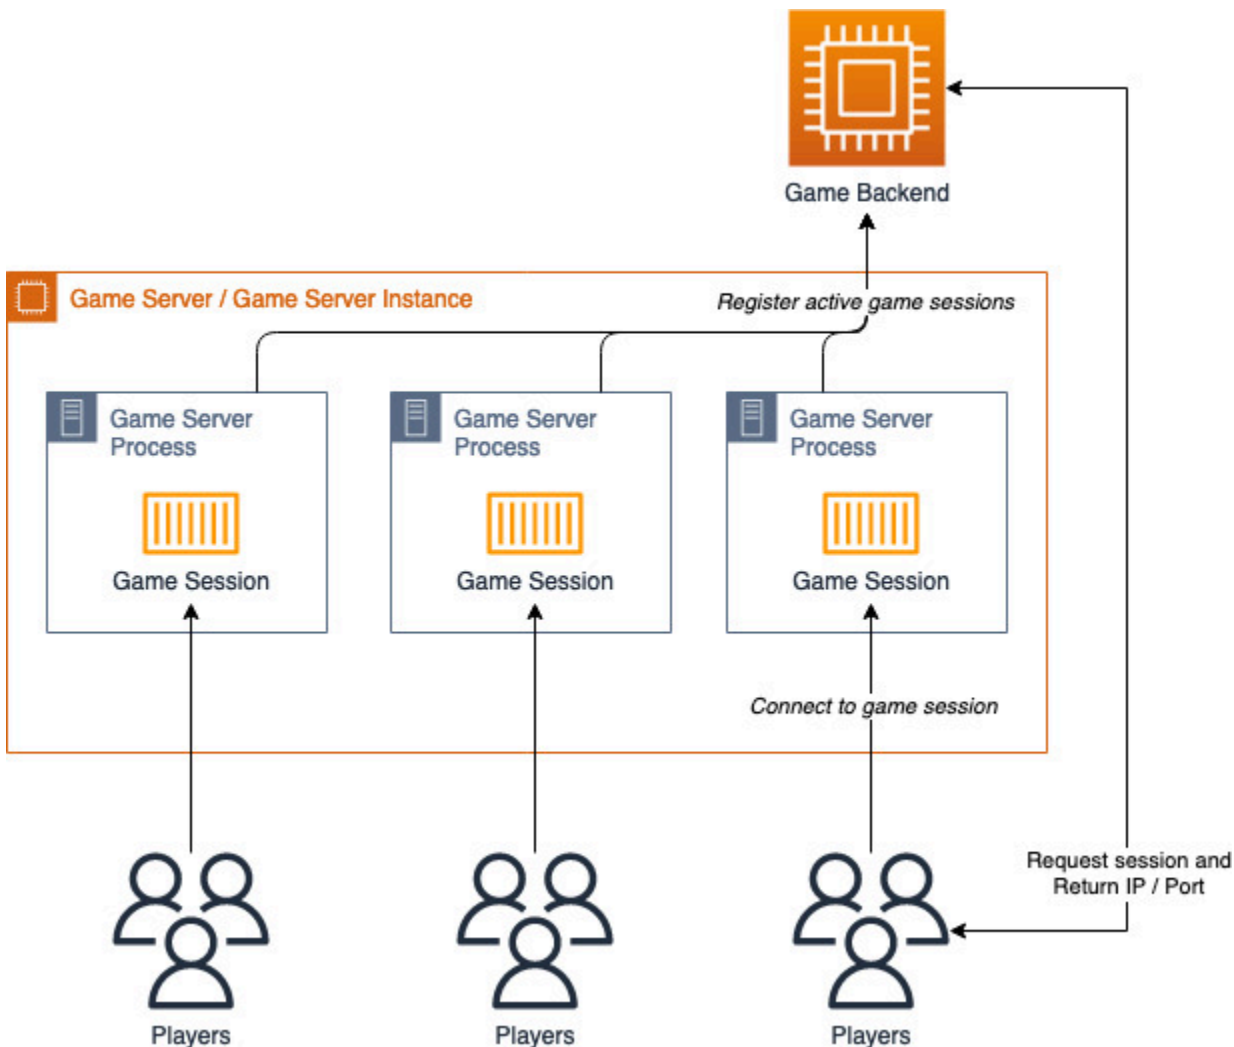 Game Backend
Game Server / Game Server Instance
Register active game sessions
Game Server
Process
Game Session
Game Server
Process
Game Session
Game Server
Process
Game Session
Connect to game session
Request session and
Return IP / Port
Players
Players
Players